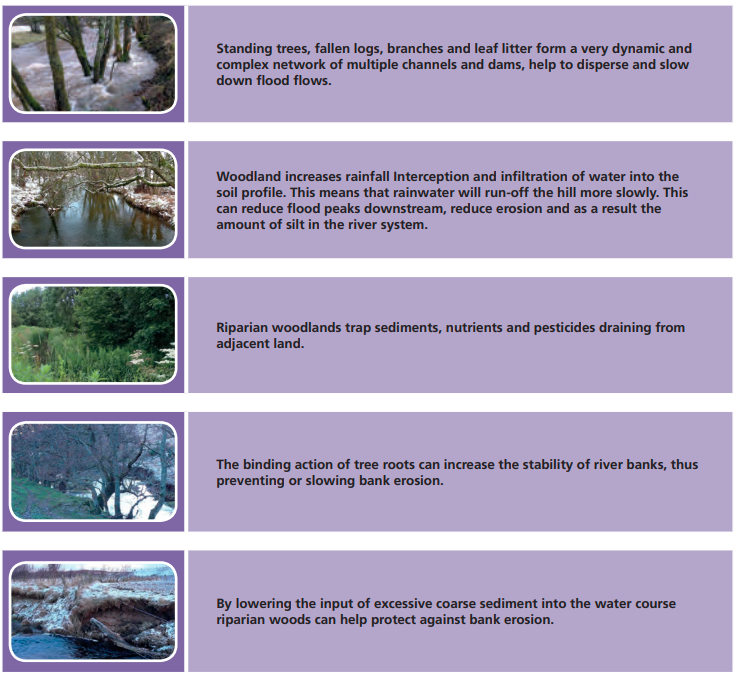 Standing trees, fallen logs, branches and leaf litter form a very dynamic and
complex network of multiple channels and dams, help to disperse and slow
down flood flows.
Woodland increases rainfall Interception and infiltration of water into the
soil profile. This means that rainwater will run-off the hill more slowly. This
can reduce flood peaks downstream, reduce erosion and as a result the
amount of silt in the river system.
Riparian woodlands trap sediments, nutrients and pesticides draining from
adjacent land.
The binding action of tree roots can increase the stability of river banks, thus
preventing or slowing bank erosion.
By lowering the input of excessive coarse sediment into the water course
riparian woods can help protect against bank erosion.